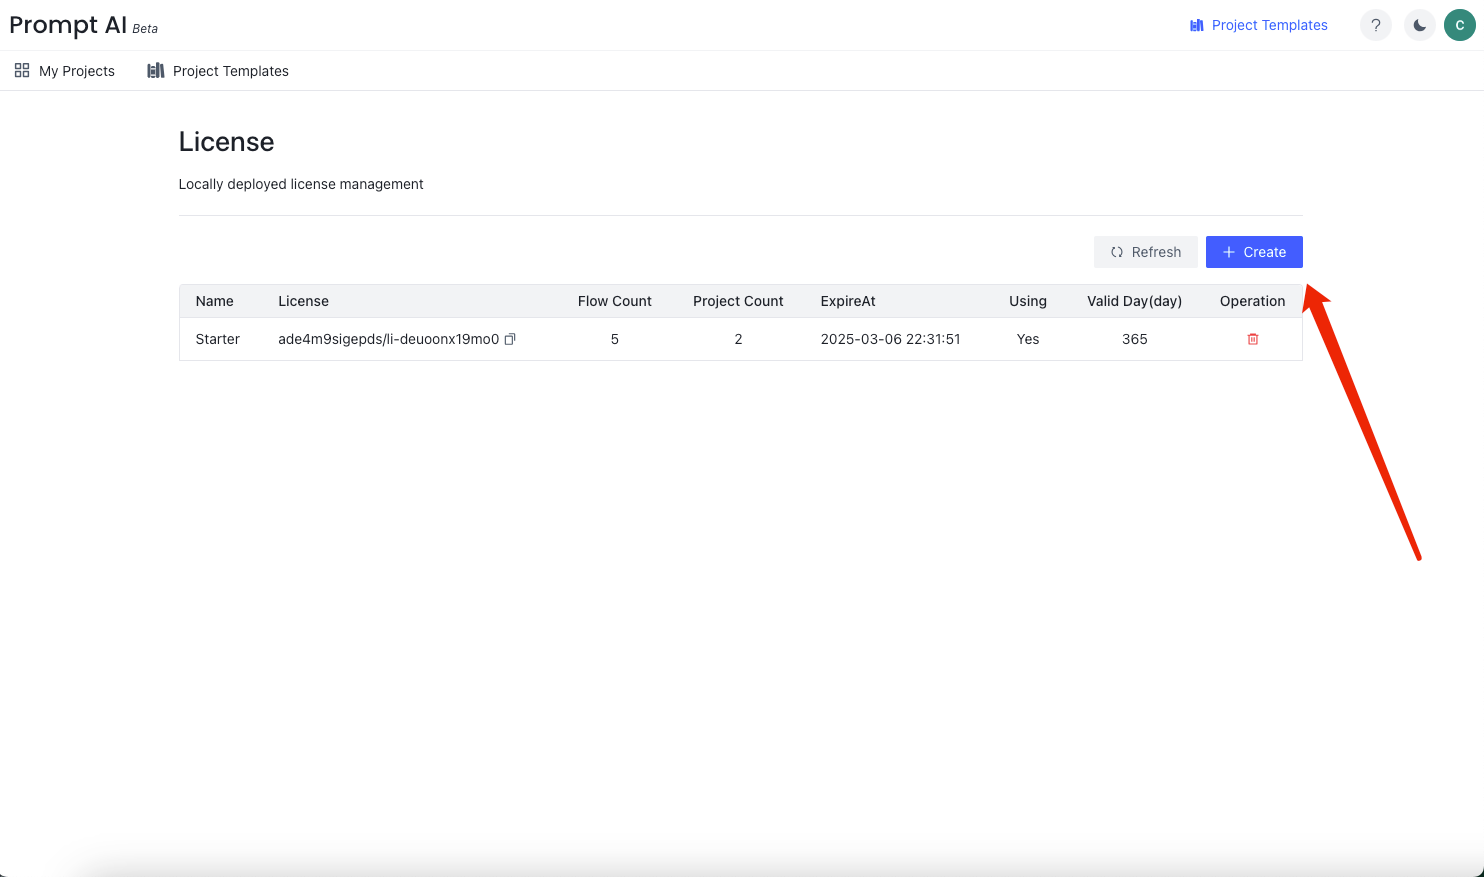 Prompt AI Beta
Project Templates ? C
My Projects Project Templates
License
Locally deployed license management
Refresh + Create
Name License Flow Count Project Count ExpireAt Using Valid Day(day) Operation
Starter ade4m9sigepds/li-deuoonx19mo0 5 2 2025-03-06 22:31:51 Yes 365